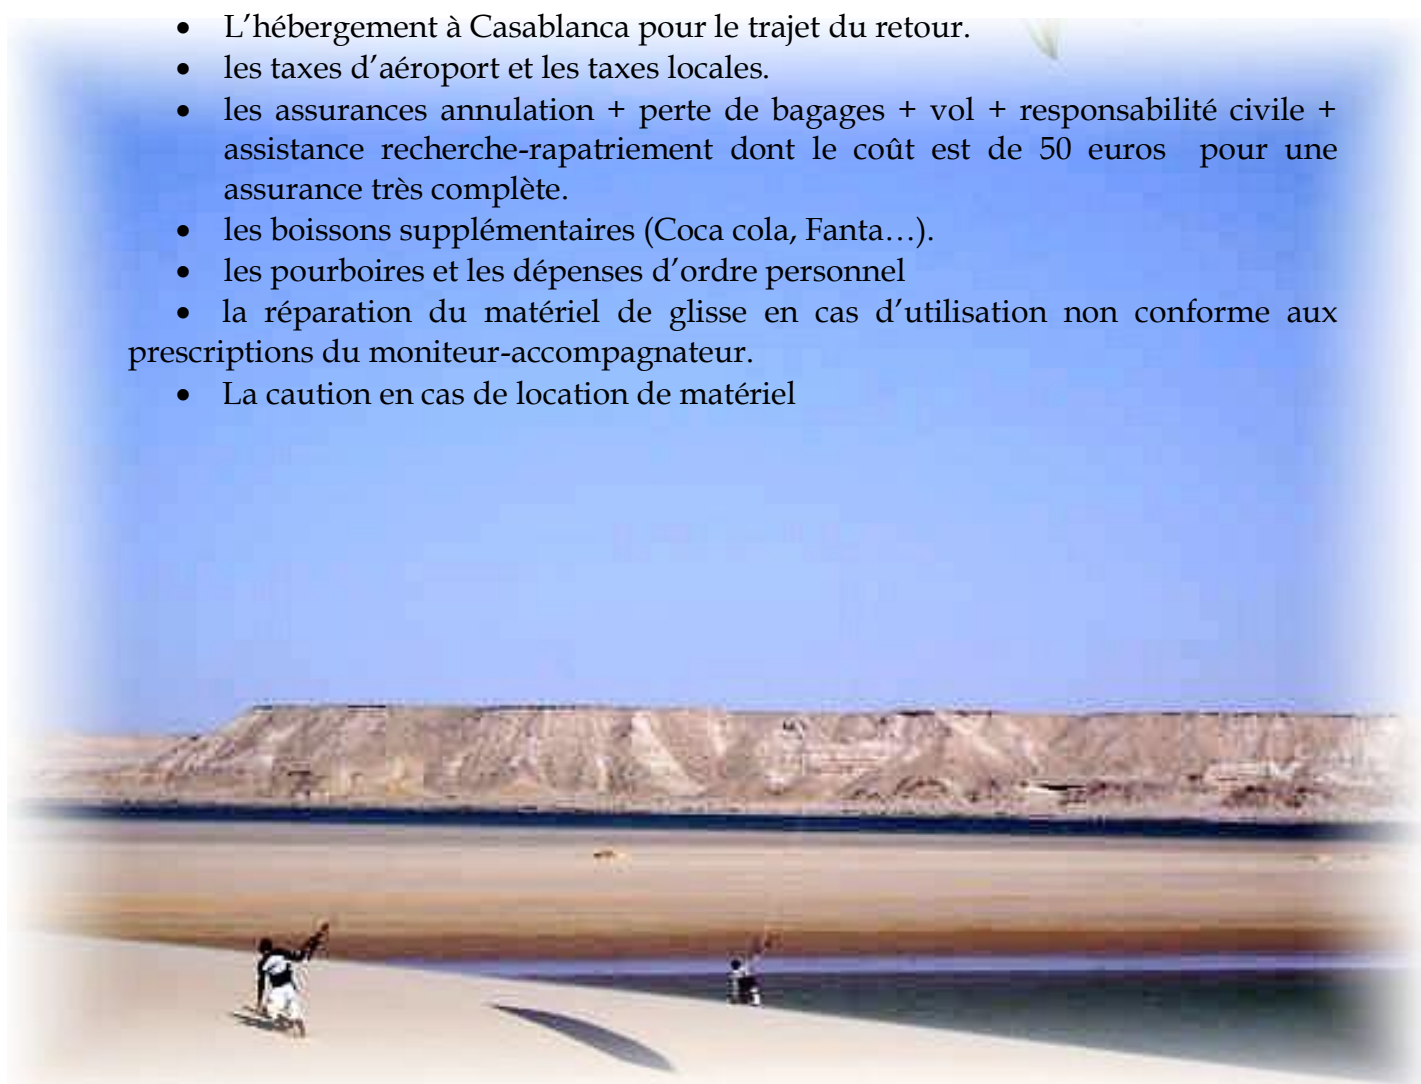 • L’hébergement à Casablanca pour le trajet du retour.
• les taxes d’aéroport et les taxes locales.
• les assurances annulation + perte de bagages + vol + responsabilité civile +
assistance recherche-rapatriement dont le coût est de 50 euros pour une
assurance très complète.
• les boissons supplémentaires (Coca cola, Fanta…).
• les pourboires et les dépenses d’ordre personnel
• la réparation du matériel de glisse en cas d’utilisation non conforme aux
prescriptions du moniteur-accompagnateur.
• La caution en cas de location de matériel